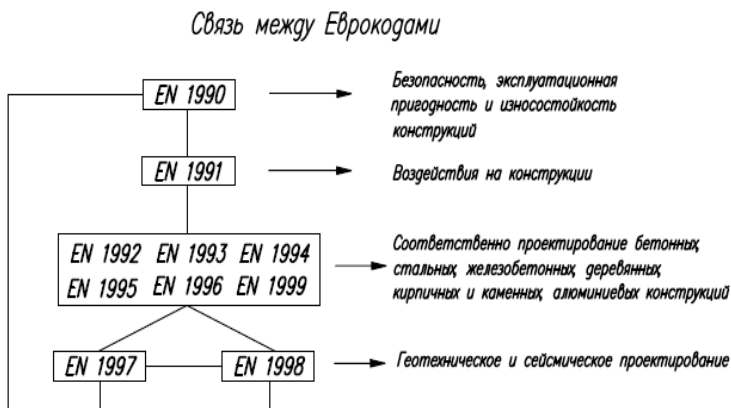 Связь между Еврокодами
EN 1990
Безопасность, эксплуатационная
пригодность и износостойкость
конструкций
EN 1991
Воздействия на конструкции
EN 1992 EN 1993 EN 1994
EN 1995 EN 1996 EN 1999
Соответственно проектирование бетонных,
стальных, железобетонных, деревянных,
кирпичных и каменных, алюминиевых конструкций
EN 1997
EN 1998
Геотехническое и сейсмическое проектирование